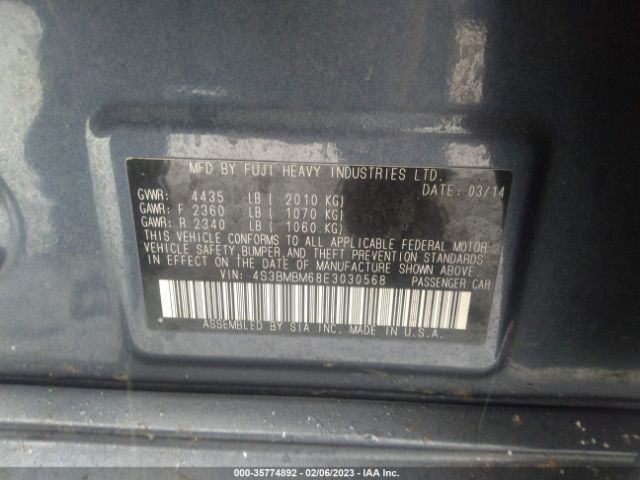 MFD BY FUJI HEAVY INDUSTRIES LTD.
DATE: 03/14
GVWR: 4435 LB ( 2010 KG)
GAWR: F 2360 LB ( 1070 KG)
GAWR: R 2340 LB ( 1060 KG)
THIS VEHICLE CONFORMS TO ALL APPLICABLE FEDERAL MOTOR
VEHICLE SAFETY, BUMPER, AND THEFT PREVENTION STANDARDS
IN EFFECT ON THE DATE OF MANUFACTURE SHOWN ABOVE.
VIN: 4S3BMBM68E3030568 PASSENGER CAR
ASSEMBLED BY SIA INC. MADE IN U.S.A.
000-35774892 - 02/06/2023 - IAA Inc.